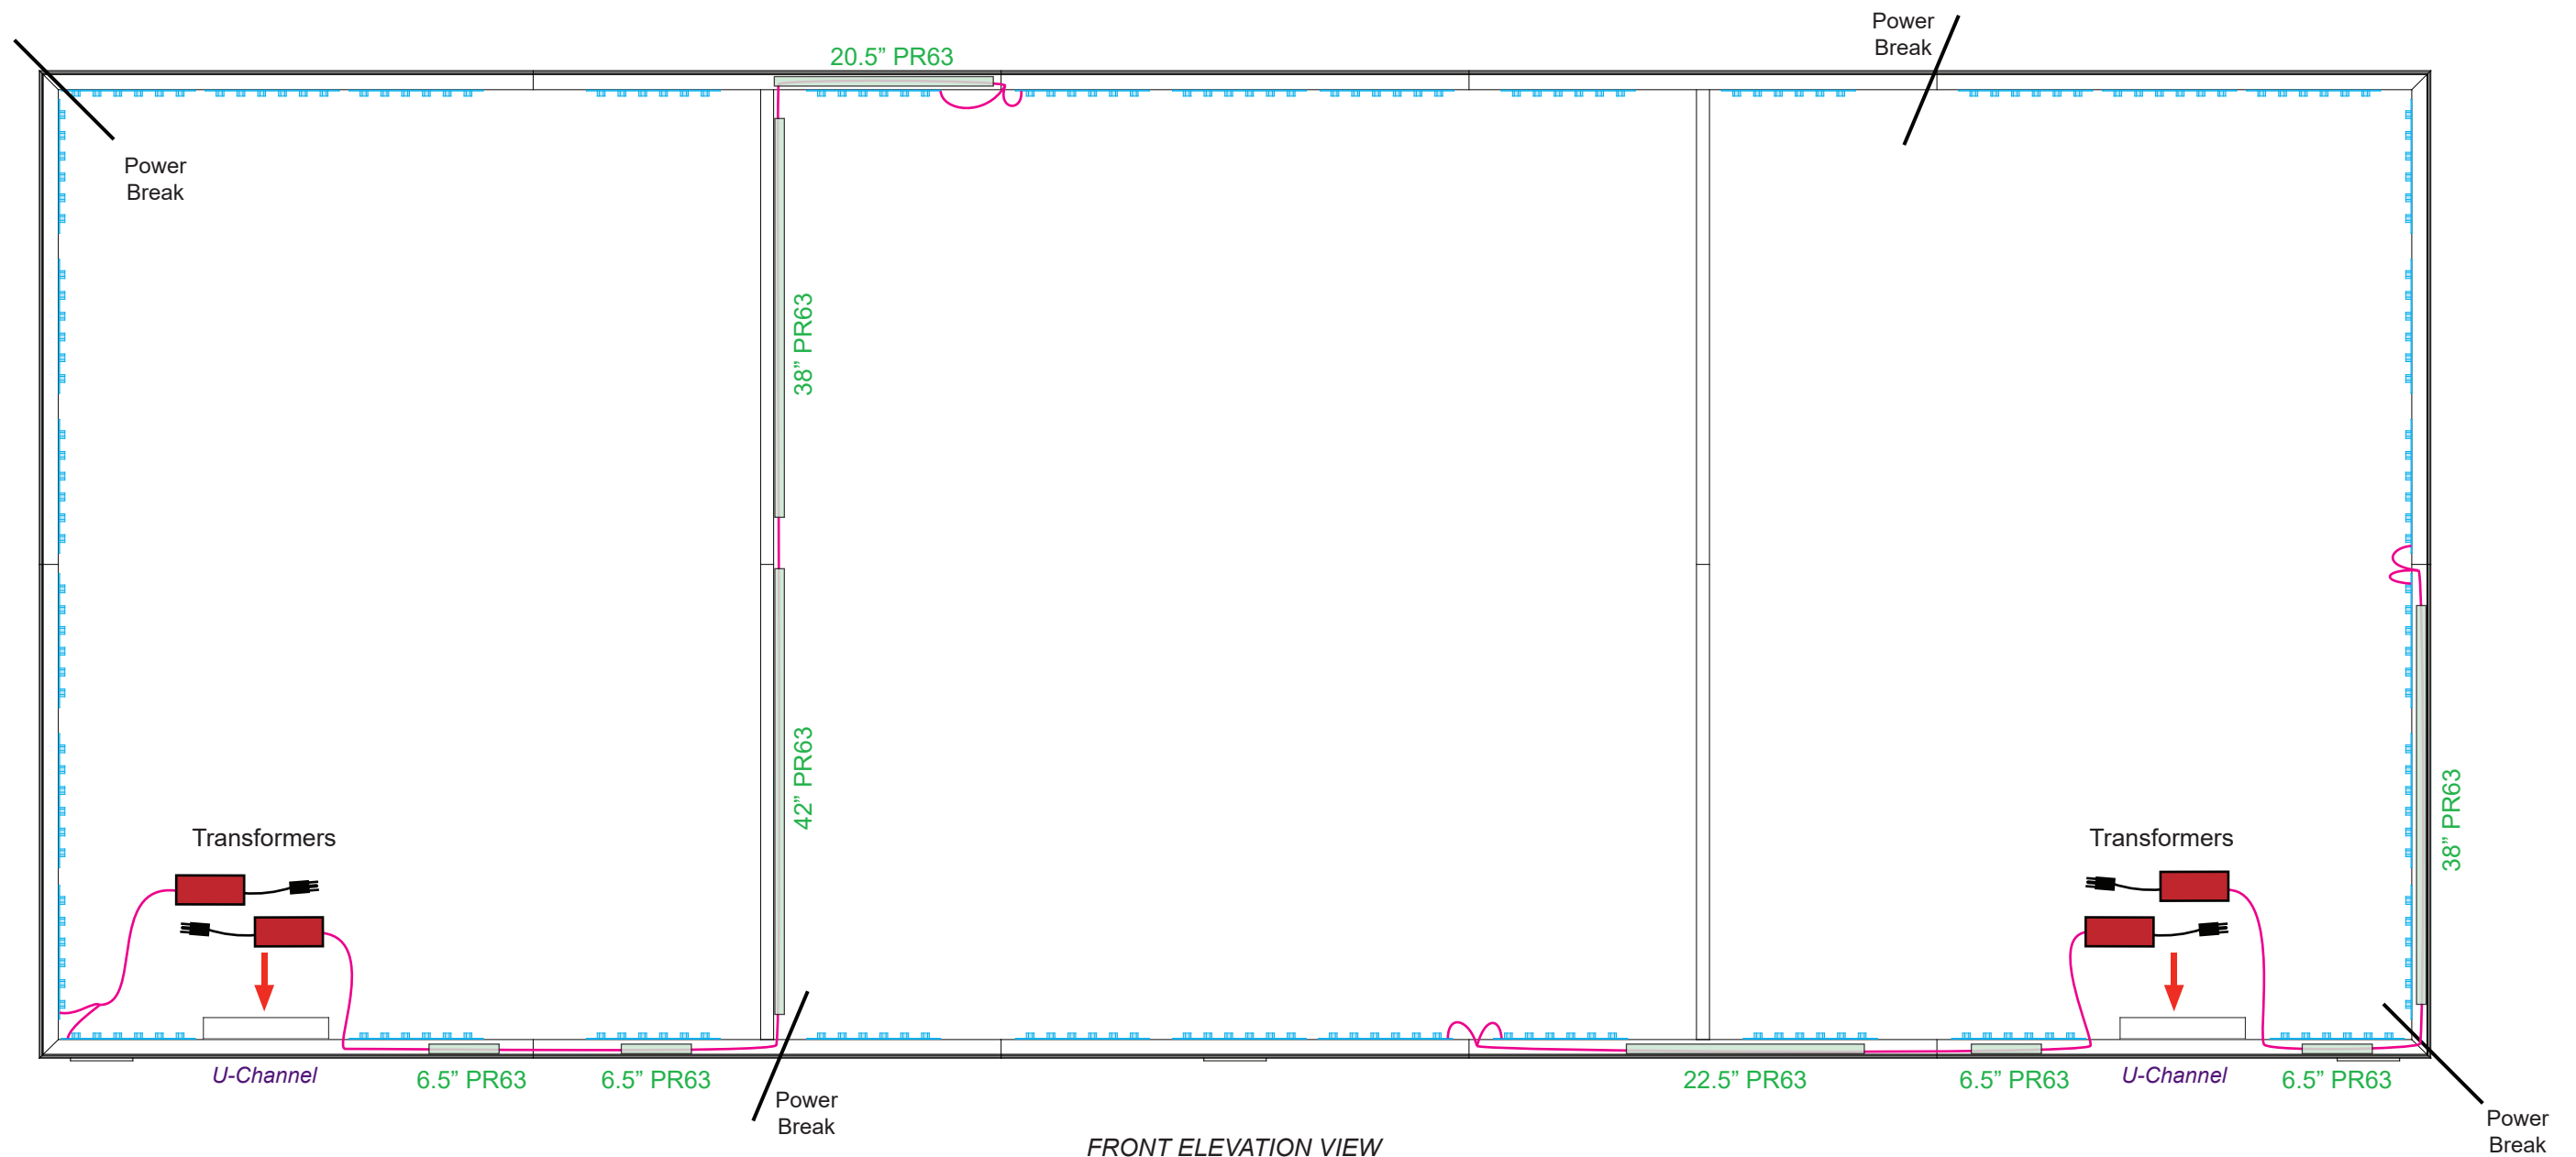 Power
Break
20.5” PR63
Power
Break
38” PR63
42” PR63
38” PR63
Transformers
Transformers
U-Channel
6.5” PR63
6.5” PR63
22.5” PR63
6.5” PR63
U-Channel
6.5” PR63
Power
Break
Power
Break
FRONT ELEVATION VIEW